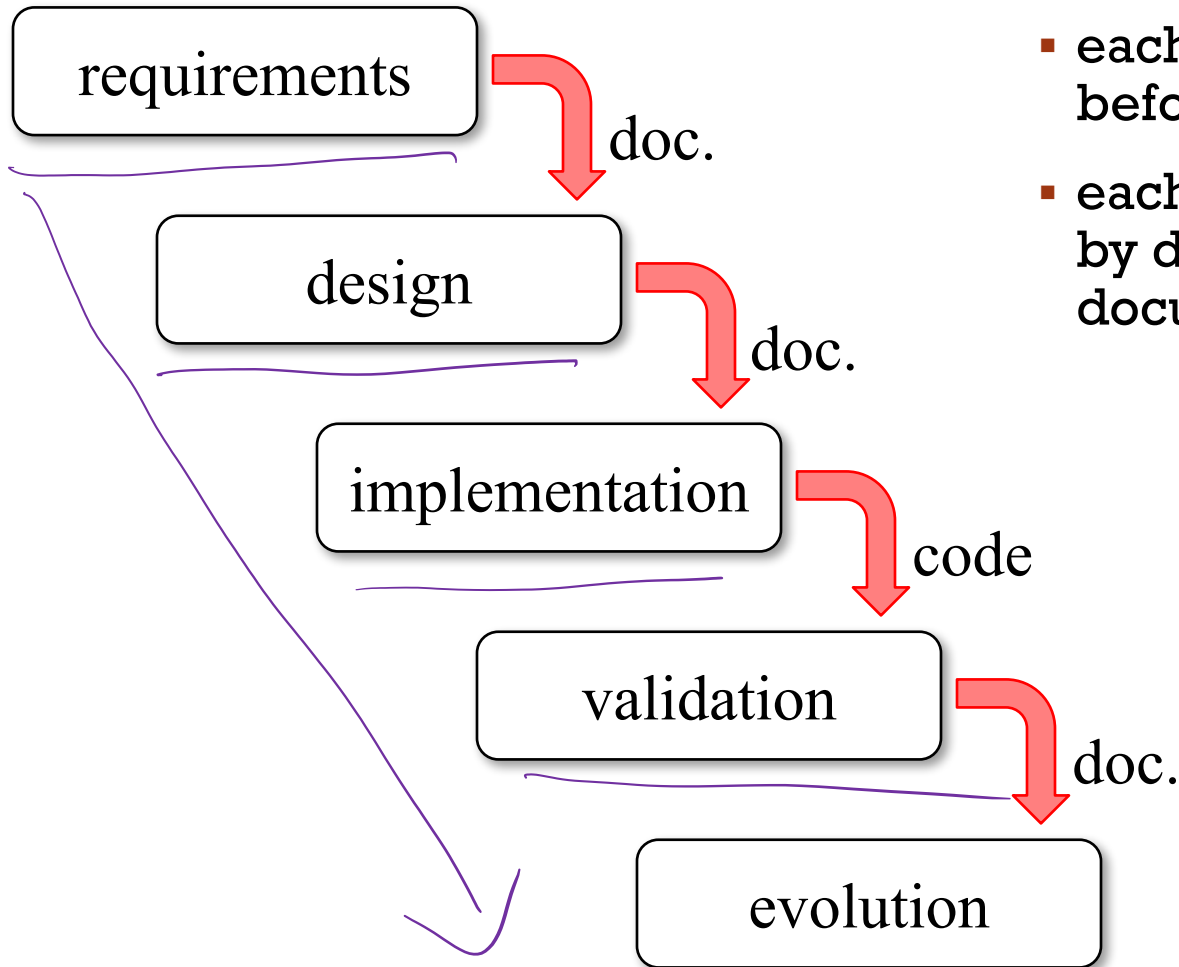 requirements
doc.
design
doc.
implementation
code
validation
doc.
evolution
▪ each
befo
▪ each
by d
docu